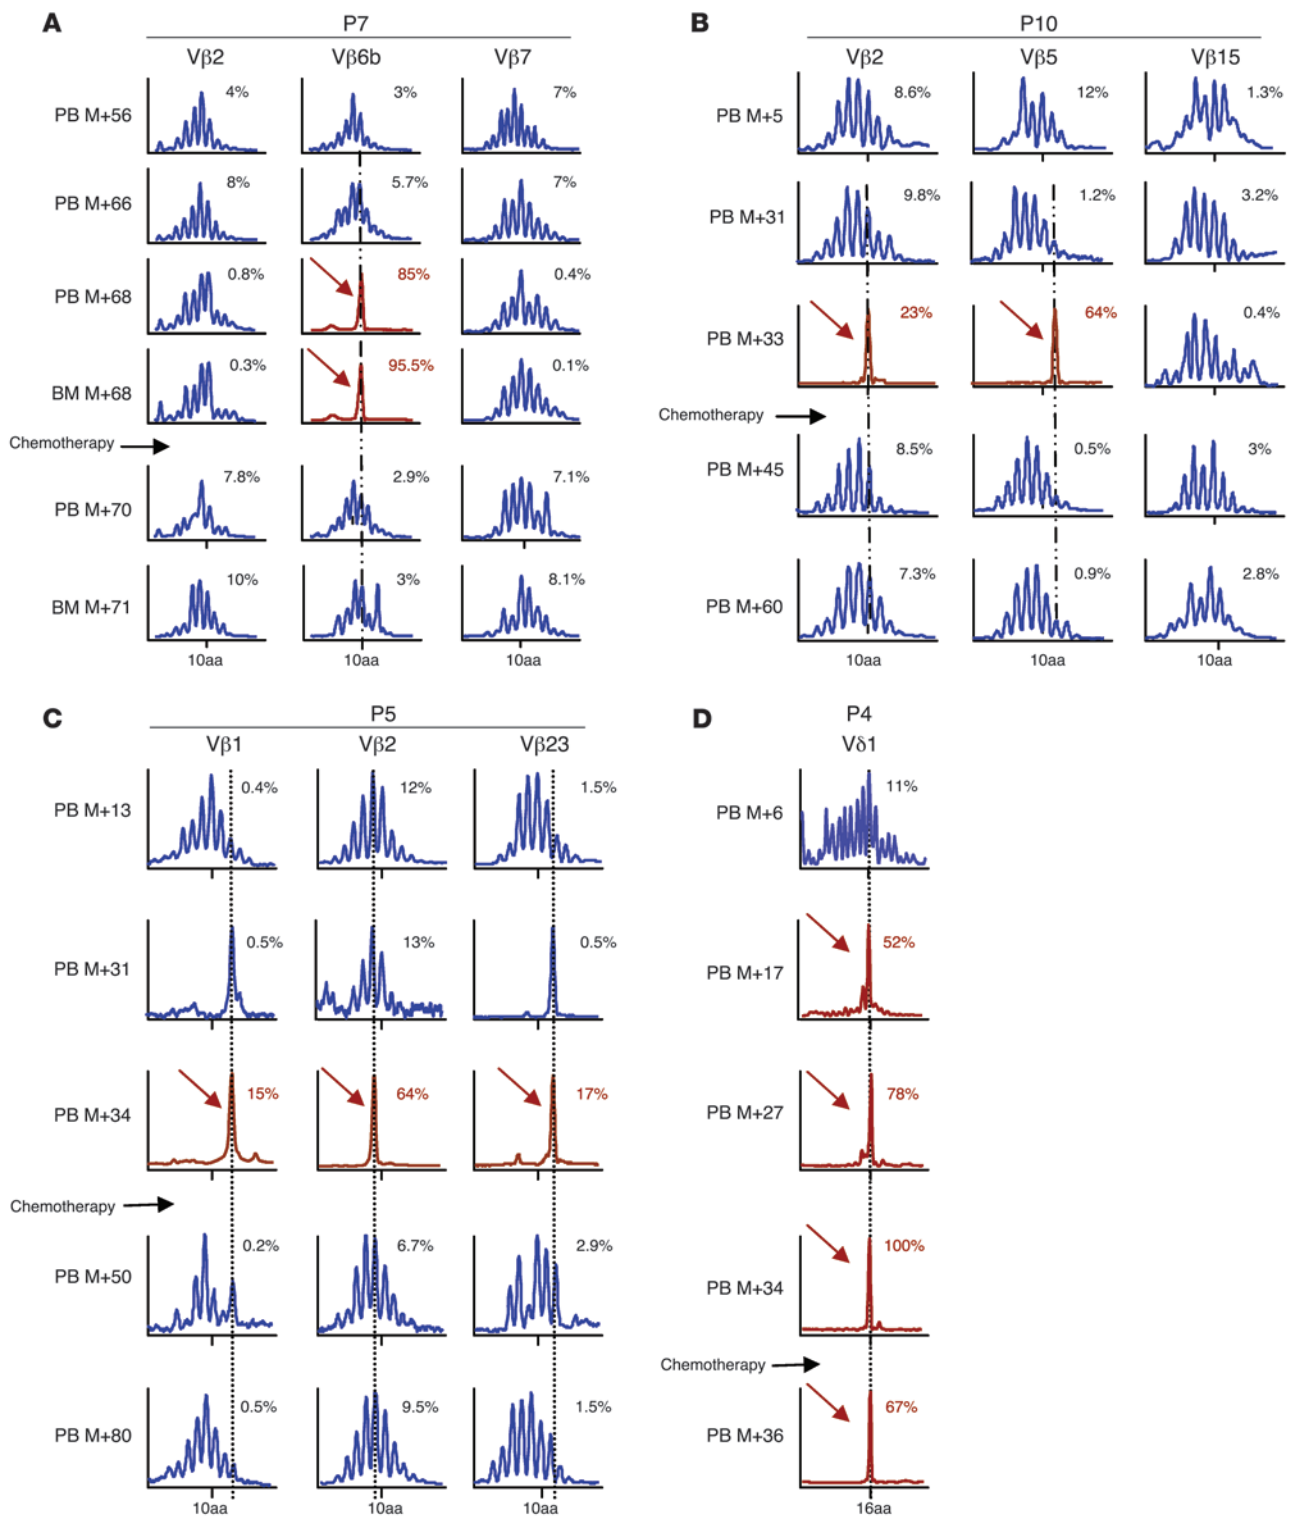 A
P7
Vβ2 Vβ6b Vβ7
PB M+56 4% 3% 7%
PB M+66 8% 5.7% 7%
PB M+68 0.8% 85% 0.4%
BM M+68 0.3% 95.5% 0.1%
Chemotherapy
PB M+70 7.8% 2.9% 7.1%
BM M+71 10% 3% 8.1%
10aa 10aa 10aa
B
P10
Vβ2 Vβ5 Vβ15
PB M+5 8.6% 12% 1.3%
PB M+31 9.8% 1.2% 3.2%
PB M+33 23% 64% 0.4%
Chemotherapy
PB M+45 8.5% 0.5% 3%
PB M+60 7.3% 0.9% 2.8%
10aa 10aa 10aa
C
P5
Vβ1 Vβ2 Vβ23
PB M+13 0.4% 12% 1.5%
PB M+31 0.5% 13% 0.5%
PB M+34 15% 64% 17%
Chemotherapy
PB M+50 0.2% 6.7% 2.9%
PB M+80 0.5% 9.5% 1.5%
10aa 10aa 10aa
D
P4
Vδ1
PB M+6 11%
PB M+17 52%
PB M+27 78%
PB M+34 100%
Chemotherapy
PB M+36 67%
16aa